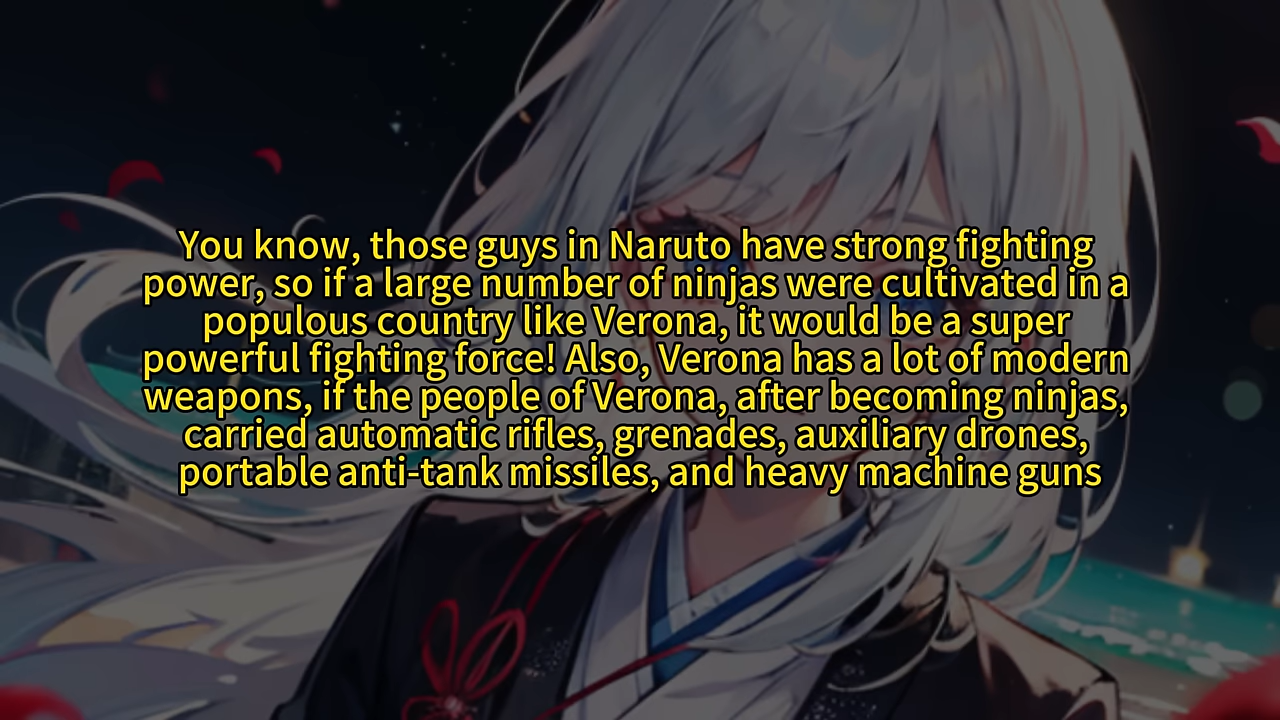 You know, those guys in Naruto have strong fighting
power, so if a large number of ninjas were cultivated in a
populous country like Verona, it would be a super
powerful fighting force! Also, Verona has a lot of modern
weapons, if the people of Verona, after becoming ninjas,
carried automatic rifles, grenades, auxiliary drones,
portable anti-tank missiles, and heavy machine guns